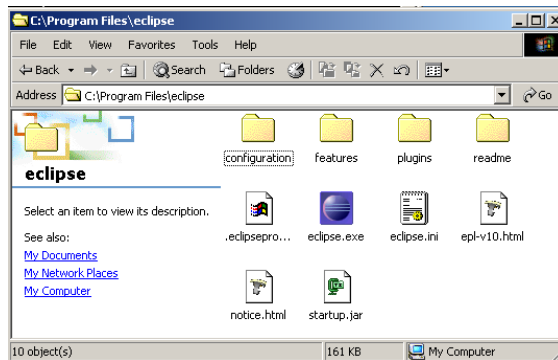 C:\Program Files\eclipse
File Edit View Favorites Tools Help
Back Search Folders
Address C:\Program Files\eclipse Go
eclipse
Select an item to view its description.
See also:
My Documents
My Network Places
My Computer
configuration features plugins readme
.eclipsepro... eclipse.exe eclipse.ini epl-v10.html
notice.html startup.jar
10 object(s) 161 KB My Computer